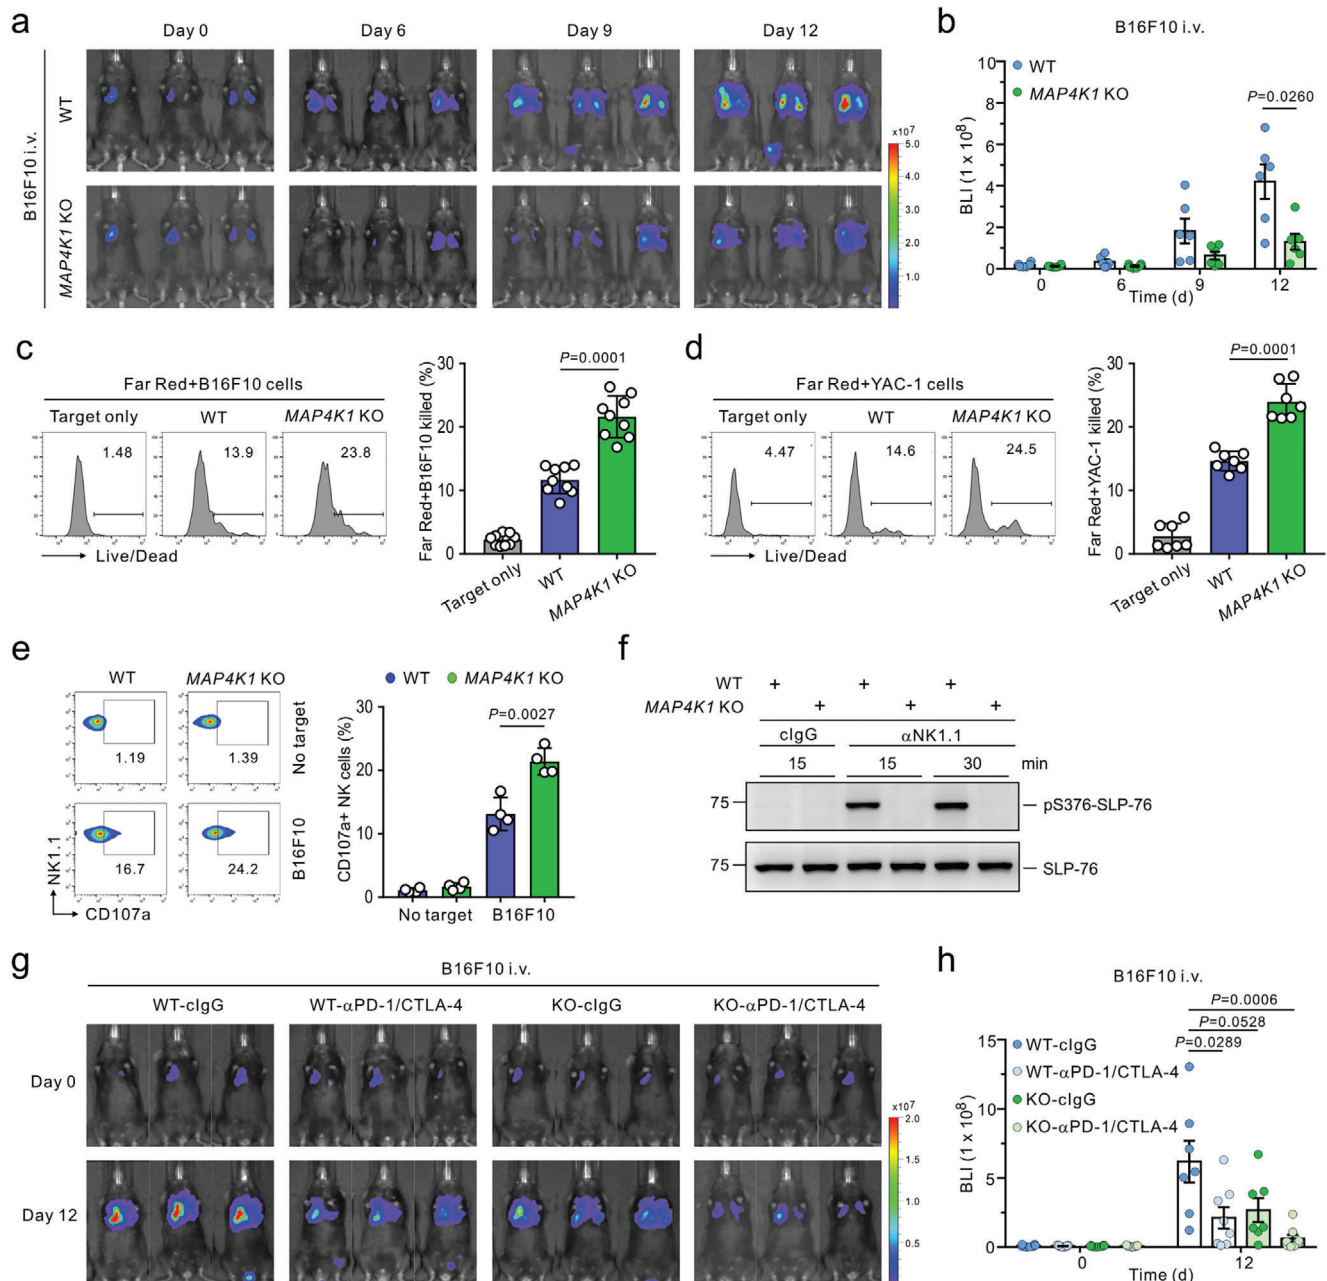 a
Day 0 Day 6 Day 9 Day 12
B16F10 i.v.
WT
MAP4K1 KO
x10⁷
5.0
4.0
3.0
2.0
1.0
b
B16F10 i.v.
WT
MAP4K1 KO
P=0.0260
BLI (1 x 10⁸)
10
8
6
4
2
0
0 6 9 12
Time (d)
c
Far Red+B16F10 cells
Target only WT MAP4K1 KO
1.48 13.9 23.8
Live/Dead
Far Red+B16F10 killed (%)
P=0.0001
30
20
10
0
Target only WT MAP4K1 KO
d
Far Red+YAC-1 cells
Target only WT MAP4K1 KO
4.47 14.6 24.5
Live/Dead
Far Red+YAC-1 killed (%)
P=0.0001
30
20
10
0
Target only WT MAP4K1 KO
e
WT MAP4K1 KO
1.19 1.39
No target
16.7 24.2
B16F10
NK1.1
CD107a
WT MAP4K1 KO
P=0.0027
CD107a+ NK cells (%)
30
20
10
0
No target B16F10
f
WT + + +
MAP4K1 KO + + +
cIgG αNK1.1
15 15 30 min
75 pS376-SLP-76
75 SLP-76
g
B16F10 i.v.
WT-cIgG WT-αPD-1/CTLA-4 KO-cIgG KO-αPD-1/CTLA-4
Day 0
Day 12
x10⁷
2.0
1.5
1.0
0.5
h
B16F10 i.v.
P=0.0006
P=0.0528
P=0.0289
WT-cIgG
WT-αPD-1/CTLA-4
KO-cIgG
KO-αPD-1/CTLA-4
BLI (1 x 10⁸)
15
10
5
0
0 12
Time (d)